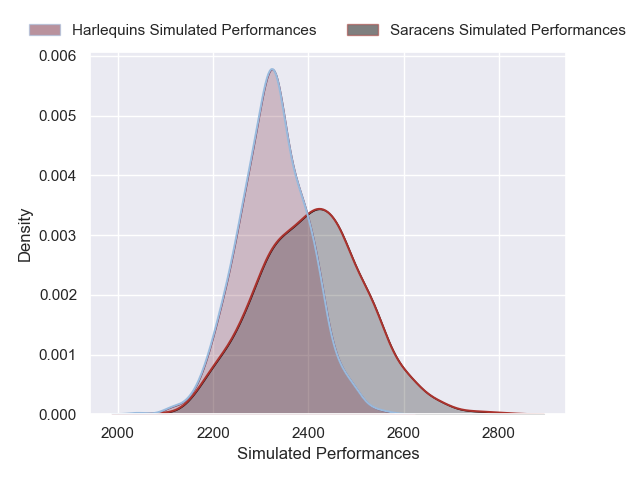 Harlequins Simulated Performances Saracens Simulated Performances
0.006
0.005
0.004
0.003
0.002
0.001
0.000
Density
2000 2200 2400 2600 2800
Simulated Performances